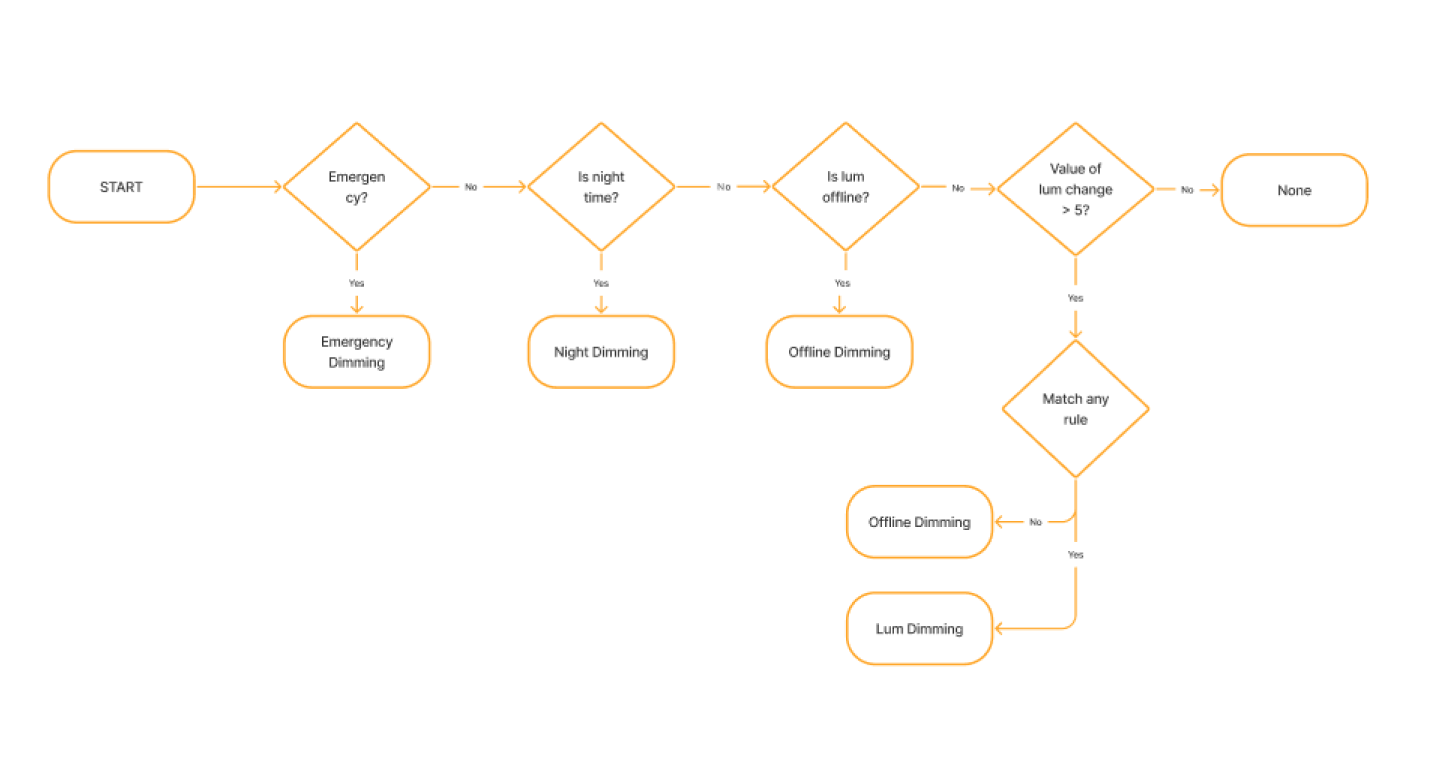 START
Emergen
cy?
No
Is night
time?
No
Is lum
offline?
No
Value of
lum change
> 5?
No
None
Yes
Yes
Yes
Yes
Emergency
Dimming
Night Dimming
Offline Dimming
Match any
rule
Offline Dimming
No
Yes
Lum Dimming